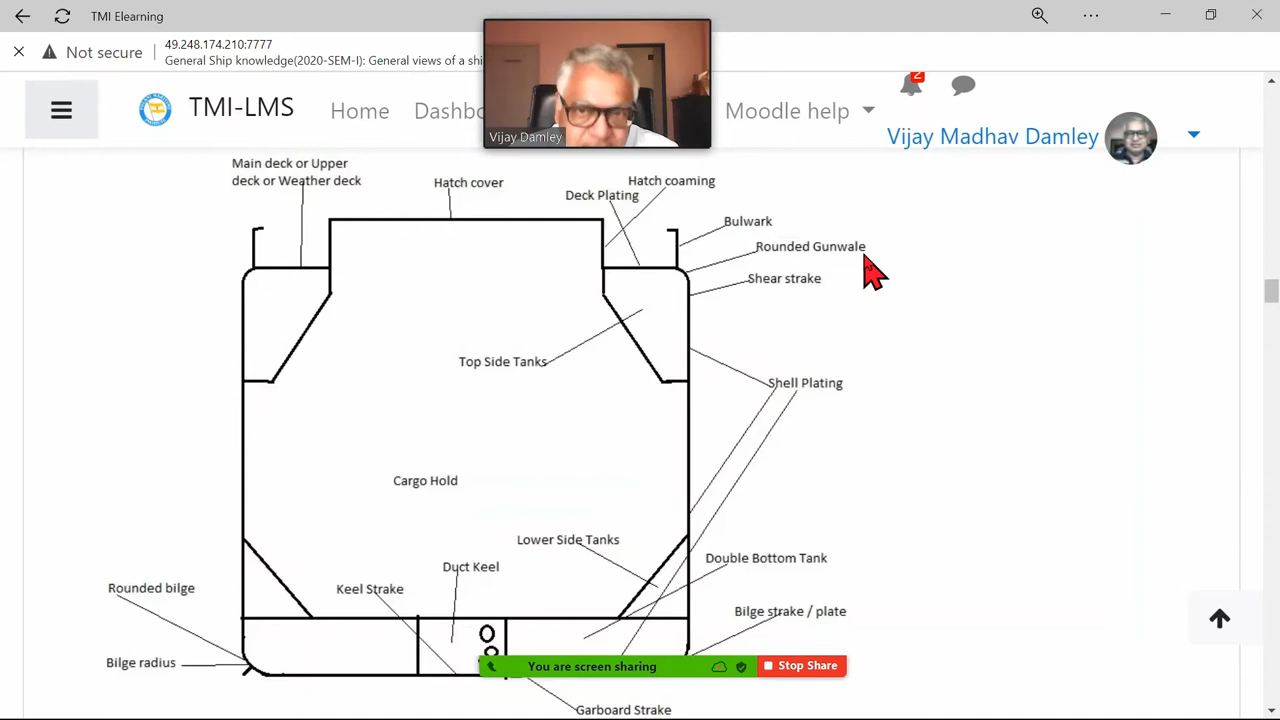 TMI Elearning
Not secure
49.248.174.210:7777
General Ship knowledge(2020-SEM-I): General views of a shi
TMI-LMS
Home
Dashbo
Moodle help
2
Vijay Madhav Damley
Vijay Damley
Main deck or Upper
deck or Weather deck
Hatch cover
Deck Plating
Hatch coaming
Bulwark
Rounded Gunwale
Shear strake
Top Side Tanks
Shell Plating
Cargo Hold
Lower Side Tanks
Double Bottom Tank
Duct Keel
Keel Strake
Rounded bilge
Bilge strake / plate
Bilge radius
You are screen sharing
Stop Share
Garboard Strake